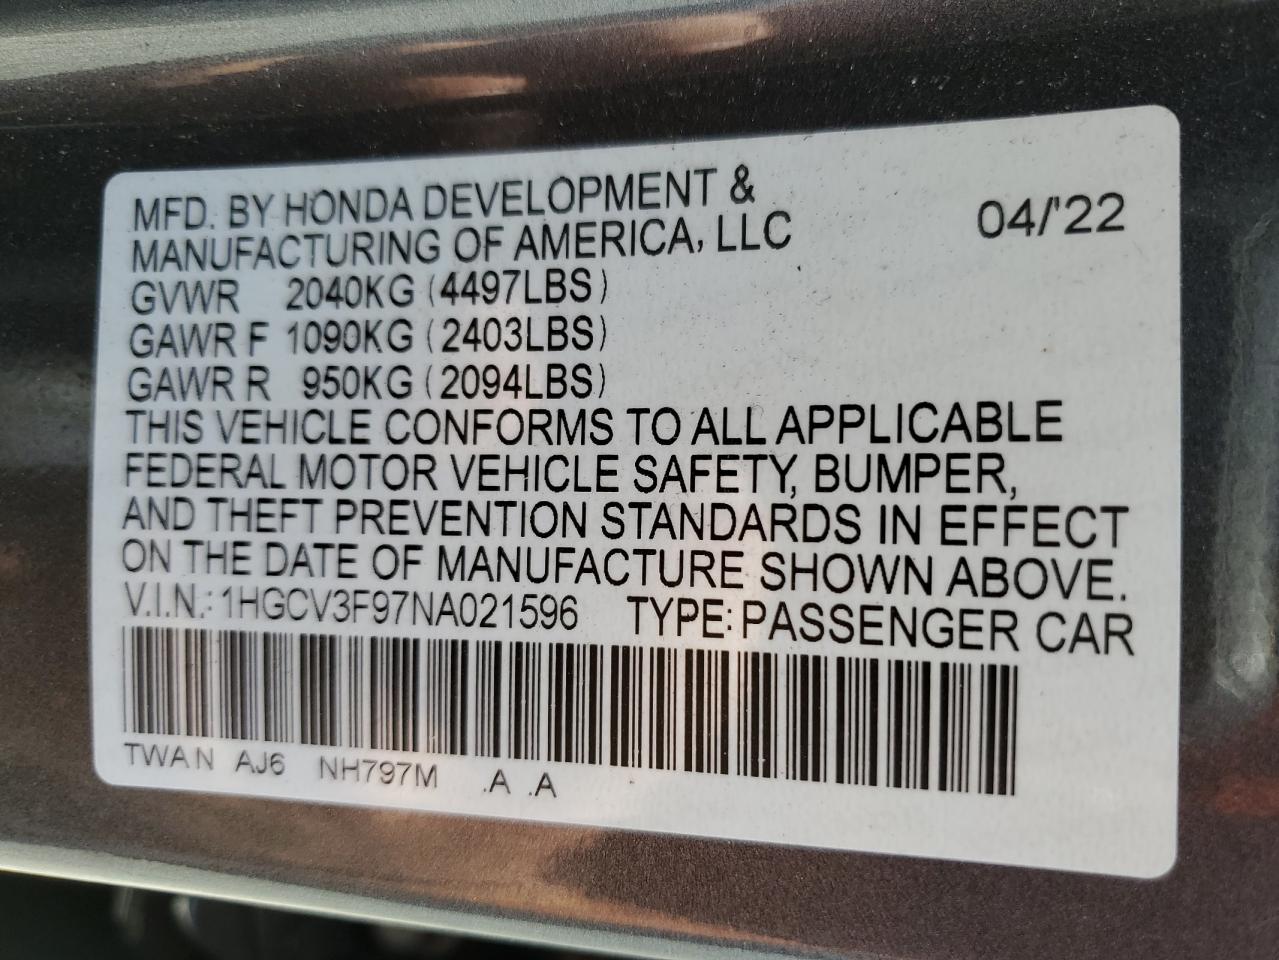 MFD. BY HONDA DEVELOPMENT &
MANUFACTURING OF AMERICA, LLC 04/'22
GVWR 2040KG (4497LBS)
GAWR F 1090KG (2403LBS)
GAWR R 950KG (2094LBS)
THIS VEHICLE CONFORMS TO ALL APPLICABLE
FEDERAL MOTOR VEHICLE SAFETY, BUMPER,
AND THEFT PREVENTION STANDARDS IN EFFECT
ON THE DATE OF MANUFACTURE SHOWN ABOVE.
V.I.N.: 1HGCV3F97NA021596 TYPE: PASSENGER CAR
TWAN AJ6 NH797M .A .A